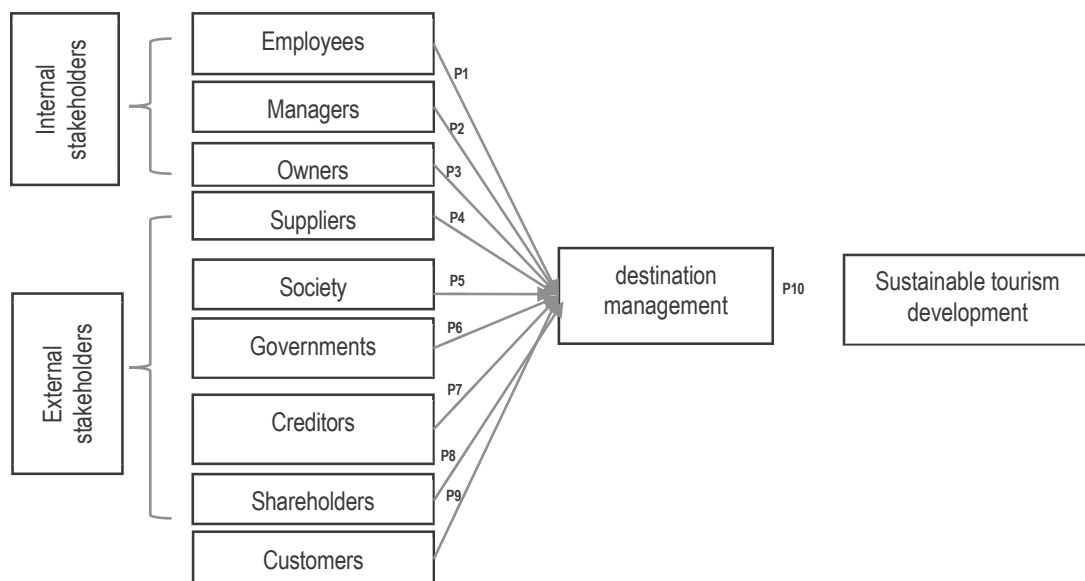 Internal
stakeholders
Employees
P1
Managers
P2
Owners
P3
Suppliers
P4
External
stakeholders
Society
P5
Governments
P6
Creditors
P7
Shareholders
P8
Customers
P9
destination
management
P10
Sustainable tourism
development